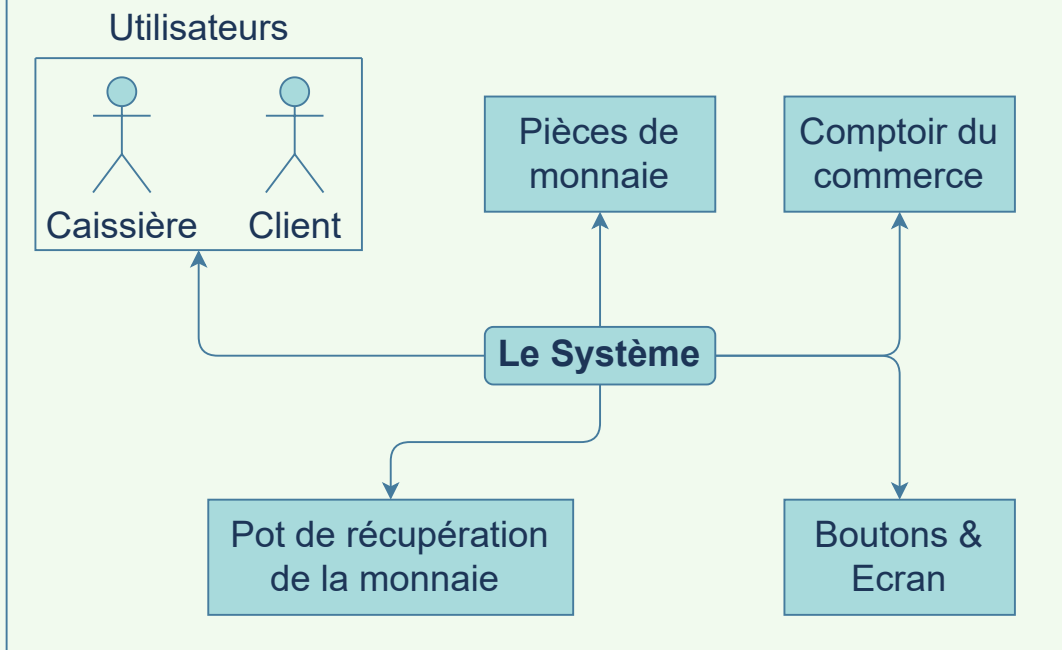 Utilisateurs
Caissière
Client
Pièces de
monnaie
Comptoir du
commerce
Le Système
Pot de récupération
de la monnaie
Boutons &
Ecran